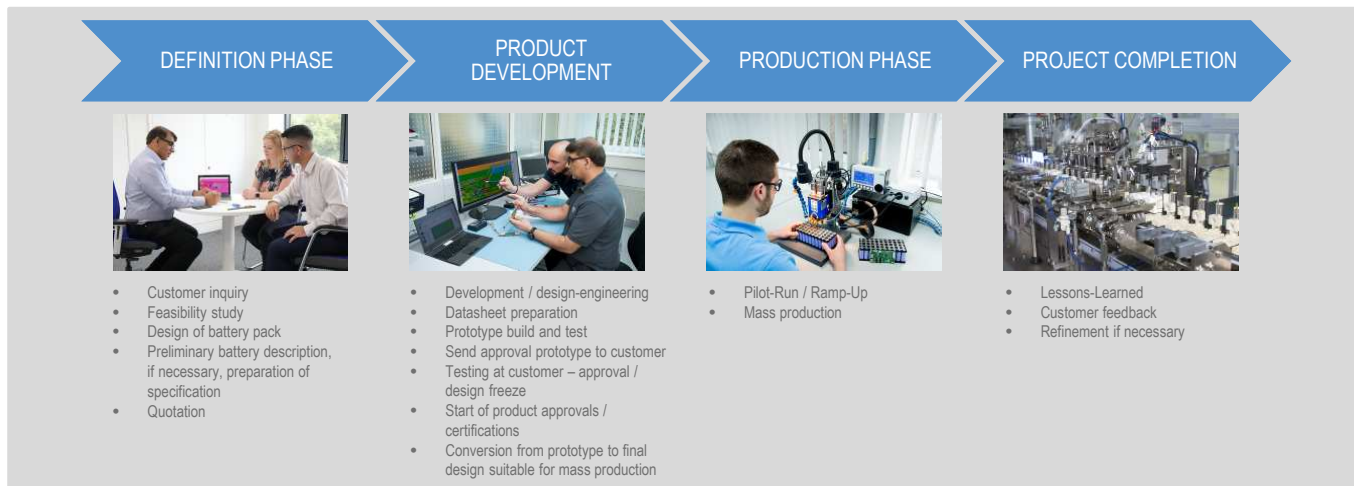 DEFINITION PHASE
PRODUCT
DEVELOPMENT
PRODUCTION PHASE
PROJECT COMPLETION
• Customer inquiry
• Feasibility study
• Design of battery pack
• Preliminary battery description,
if necessary, preparation of
specification
• Quotation
• Development / design-engineering
• Datasheet preparation
• Prototype build and test
• Send approval prototype to customer
• Testing at customer – approval /
design freeze
• Start of product approvals /
certifications
• Conversion from prototype to final
design suitable for mass production
• Pilot-Run / Ramp-Up
• Mass production
• Lessons-Learned
• Customer feedback
• Refinement if necessary